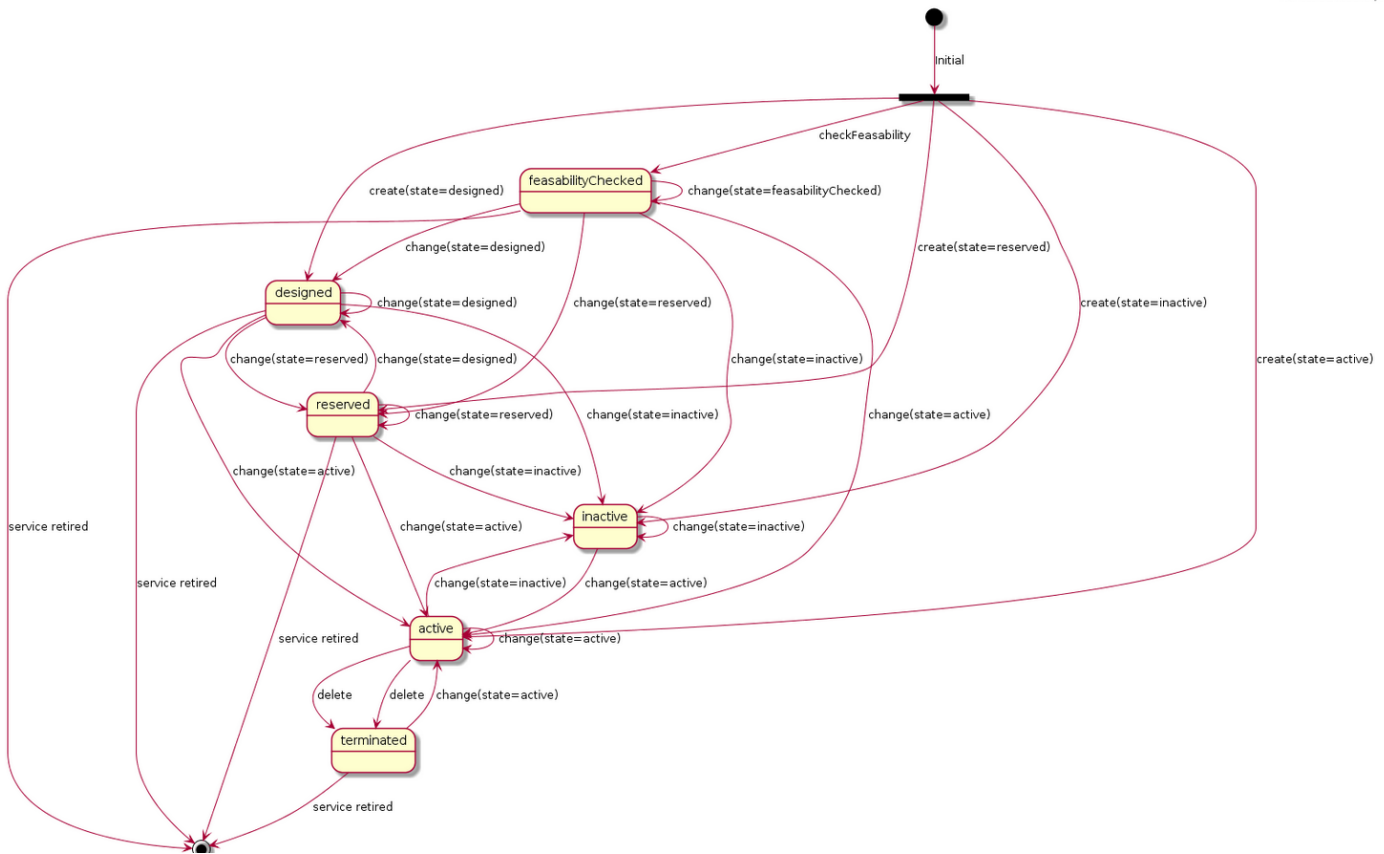 Initial
checkFeasability
feasabilityChecked
create(state=designed)
change(state=feasabilityChecked)
change(state=designed)
create(state=reserved)
designed
change(state=designed)
change(state=reserved)
create(state=inactive)
change(state=reserved)
change(state=designed)
change(state=inactive)
create(state=active)
reserved
change(state=reserved)
change(state=inactive)
change(state=active)
change(state=active)
change(state=inactive)
inactive
service retired
change(state=active)
change(state=inactive)
service retired
change(state=inactive)
change(state=active)
active
service retired
change(state=active)
delete
delete
change(state=active)
terminated
service retired